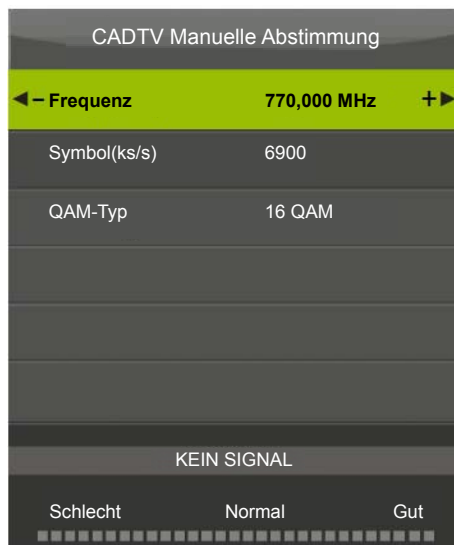 CADTV Manuelle Abstimmung
Frequenz 770,000 MHz
Symbol(ks/s) 6900
QAM-Typ 16 QAM
KEIN SIGNAL
Schlecht Normal Gut